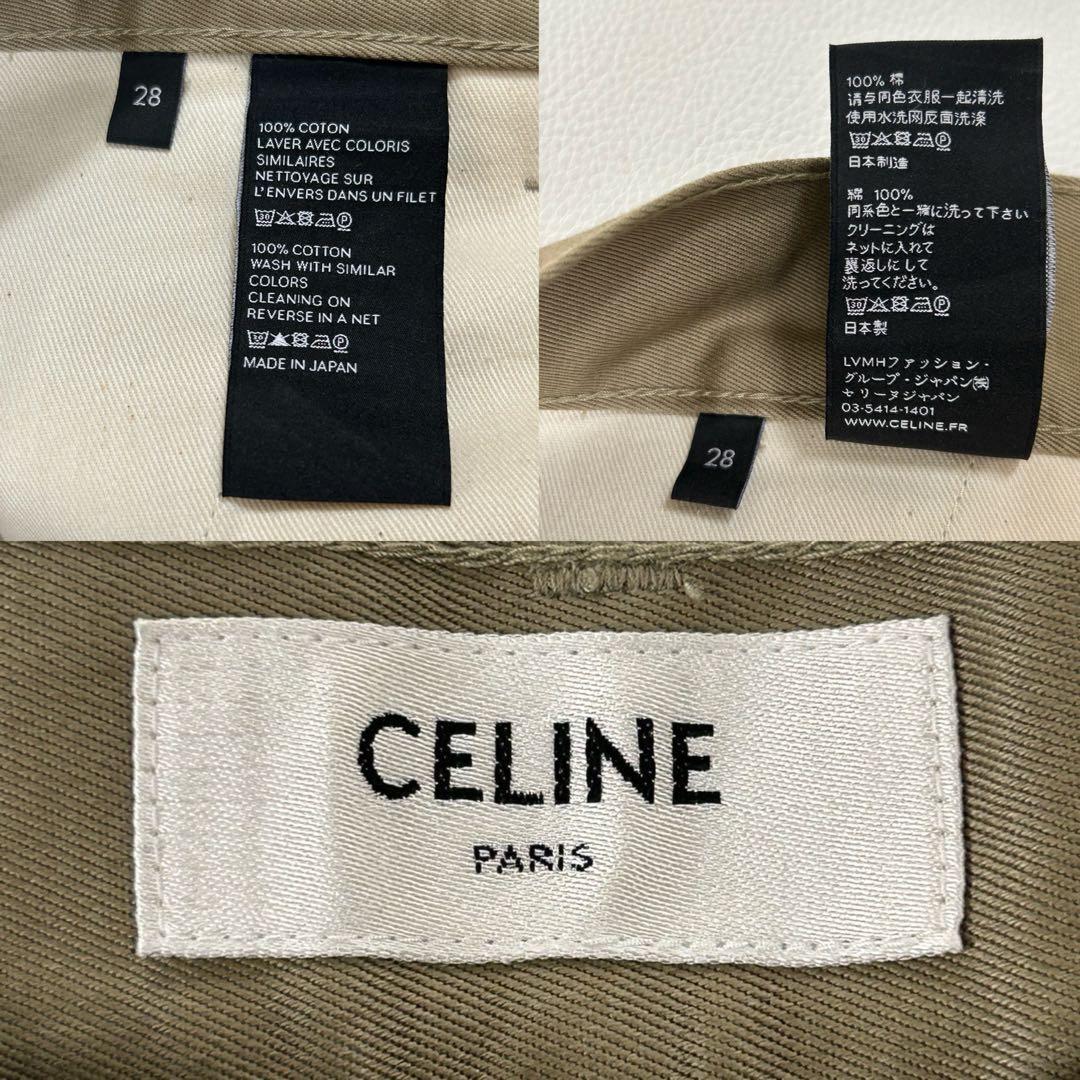 28
100% COTON
LAVER AVEC COLORIS
SIMILAIRES
NETTOYAGE SUR
L'ENVERS DANS UN FILET
30 P
100% COTTON
WASH WITH SIMILAR
COLORS
CLEANING ON
REVERSE IN A NET
30 P
MADE IN JAPAN
100% 棉
请与同色衣服一起清洗
使用水洗网反面洗涤
30 P
日本制造
綿 100%
同系色と一緒に洗って下さい
クリーニングは
ネットに入れて
裏返しにして
洗ってください。
30 P
日本製
LVMHファッション・
グループ・ジャパン㈱
セリーヌジャパン
03-5414-1401
WWW.CELINE.FR
28
CELINE
PARIS